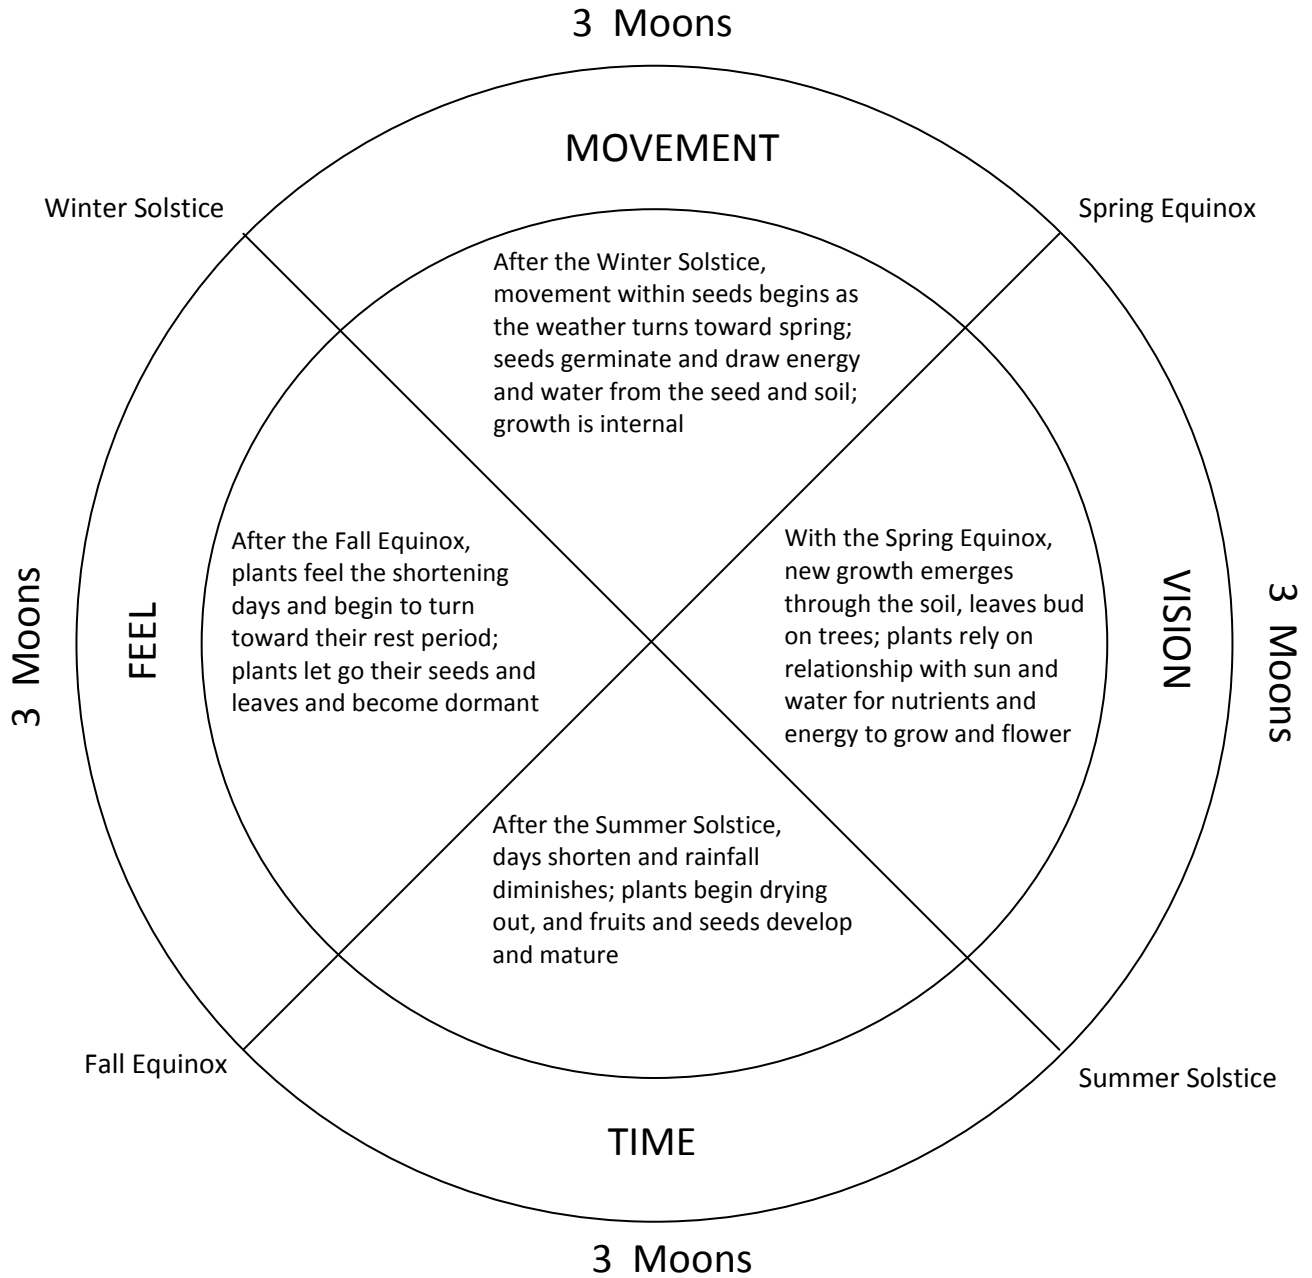 3 Moons
MOVEMENT
Winter Solstice
Spring Equinox
After the Winter Solstice,
movement within seeds begins as
the weather turns toward spring;
seeds germinate and draw energy
and water from the seed and soil;
growth is internal
3 Moons
FEEL
After the Fall Equinox,
plants feel the shortening
days and begin to turn
toward their rest period;
plants let go their seeds and
leaves and become dormant
With the Spring Equinox,
new growth emerges
through the soil, leaves bud
on trees; plants rely on
relationship with sun and
water for nutrients and
energy to grow and flower
VISION
3 Moons
After the Summer Solstice,
days shorten and rainfall
diminishes; plants begin drying
out, and fruits and seeds develop
and mature
Fall Equinox
Summer Solstice
TIME
3 Moons